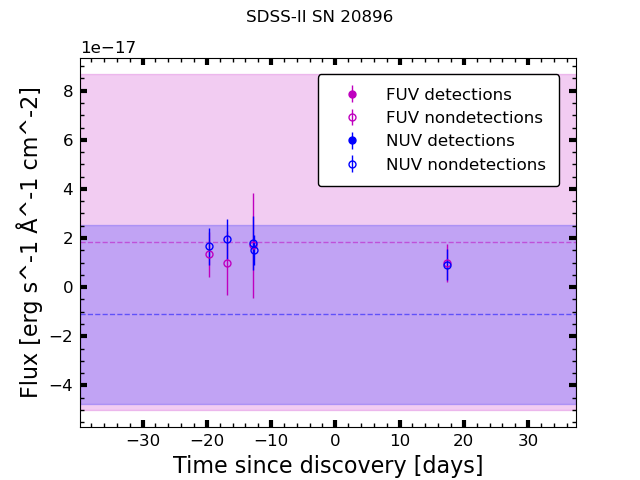 SDSS-II SN 20896
1e−17
8
6
4
2
0
−2
−4
Flux [erg s^-1 Å^-1 cm^-2]
FUV detections
FUV nondetections
NUV detections
NUV nondetections
−30 −20 −10 0 10 20 30
Time since discovery [days]